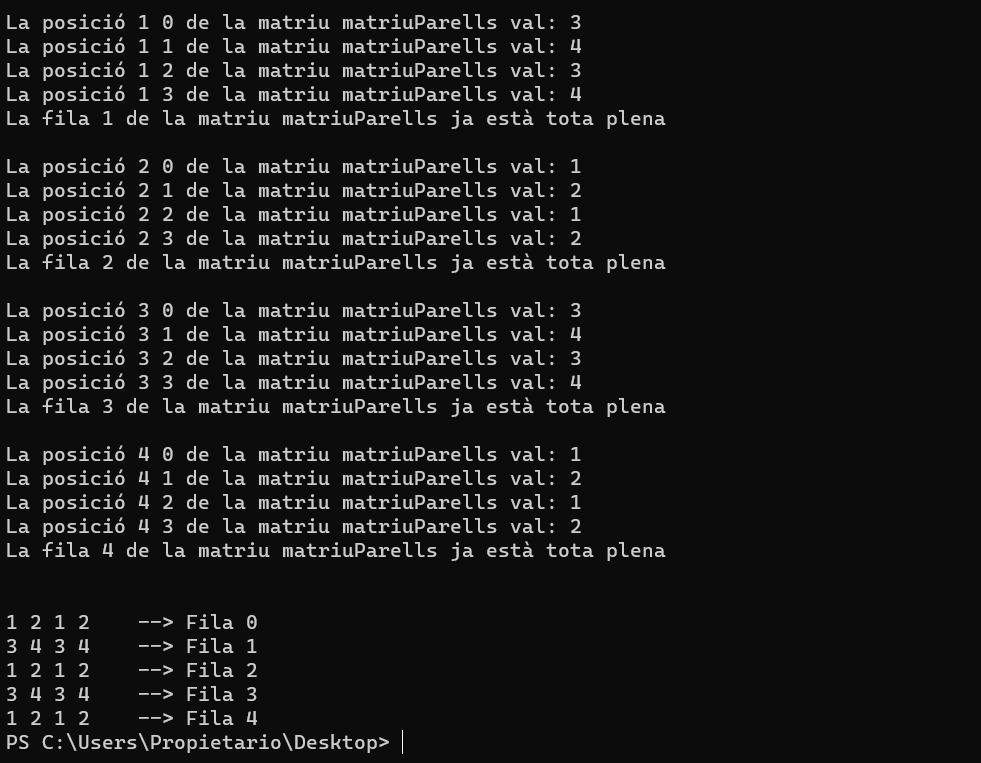 La posició 1 0 de la matriu matriuParells val: 3
La posició 1 1 de la matriu matriuParells val: 4
La posició 1 2 de la matriu matriuParells val: 3
La posició 1 3 de la matriu matriuParells val: 4
La fila 1 de la matriu matriuParells ja està tota plena
La posició 2 0 de la matriu matriuParells val: 1
La posició 2 1 de la matriu matriuParells val: 2
La posició 2 2 de la matriu matriuParells val: 1
La posició 2 3 de la matriu matriuParells val: 2
La fila 2 de la matriu matriuParells ja està tota plena
La posició 3 0 de la matriu matriuParells val: 3
La posició 3 1 de la matriu matriuParells val: 4
La posició 3 2 de la matriu matriuParells val: 3
La posició 3 3 de la matriu matriuParells val: 4
La fila 3 de la matriu matriuParells ja està tota plena
La posició 4 0 de la matriu matriuParells val: 1
La posició 4 1 de la matriu matriuParells val: 2
La posició 4 2 de la matriu matriuParells val: 1
La posició 4 3 de la matriu matriuParells val: 2
La fila 4 de la matriu matriuParells ja està tota plena
1 2 1 2    --> Fila 0
3 4 3 4    --> Fila 1
1 2 1 2    --> Fila 2
3 4 3 4    --> Fila 3
1 2 1 2    --> Fila 4
PS C:\Users\Propietario\Desktop>